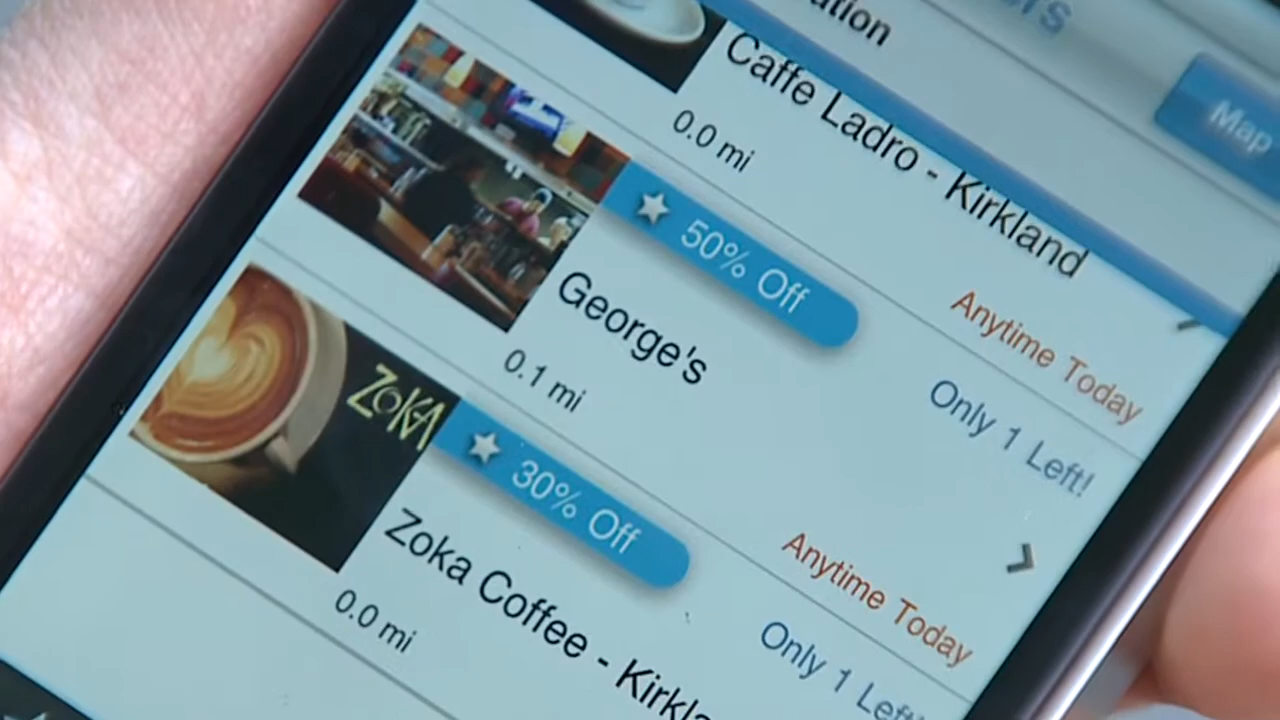 Map
Caffe Ladro - Kirkland
0.0 mi
50% Off
Anytime Today
George's
Only 1 Left!
0.1 mi
ZOKA
30% Off
Anytime Today
Zoka Coffee - Kirkla
Only 1 Left!
0.0 mi